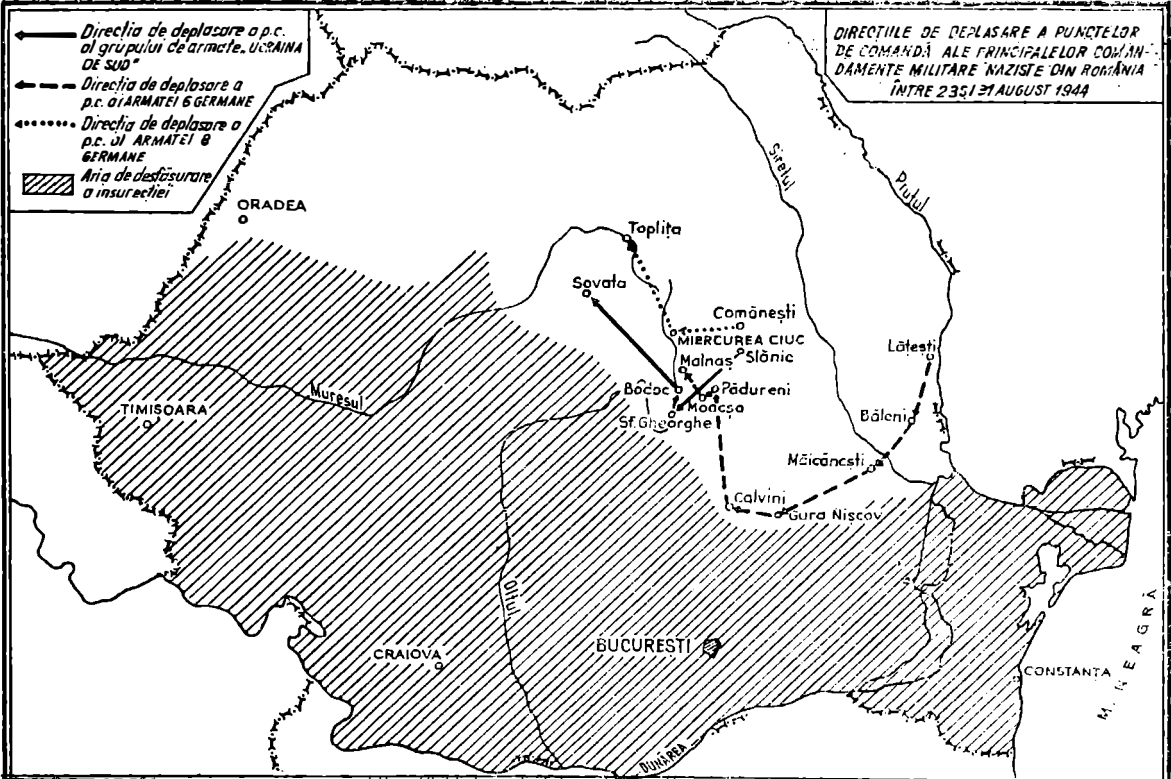 Direcția de deplasare a p.c.
al grupului de armate „UCRAINA
DE SUD"
Direcția de deplasare a
p.c. al ARMATEI 6 GERMANE
Direcția de deplasare a
p.c. al ARMATEI 8
GERMANE
Aria de desfășurare
a insurecției
DIRECȚIILE DE DEPLASARE A PUNCTELOR
DE COMANDĂ ALE PRINCIPALELOR COMAN-
DAMENTE MILITARE NAZISTE DIN ROMÂNIA
ÎNTRE 23 ȘI 31 AUGUST 1944
Siretul
Prutul
ORADEA
Toplița
Sovata
Comănești
MIERCUREA CIUC
Slănic
Malnaș
Lătești
Bodoc
Pădureni
Moacșa
Sf. Gheorghe
Băleni
Mureșul
TIMIȘOARA
Măicănești
Calvini
Gura Nișcov
Oltul
BUCUREȘTI
CRAIOVA
CONSTANȚA
M. NEAGRĂ
DUNĂREA